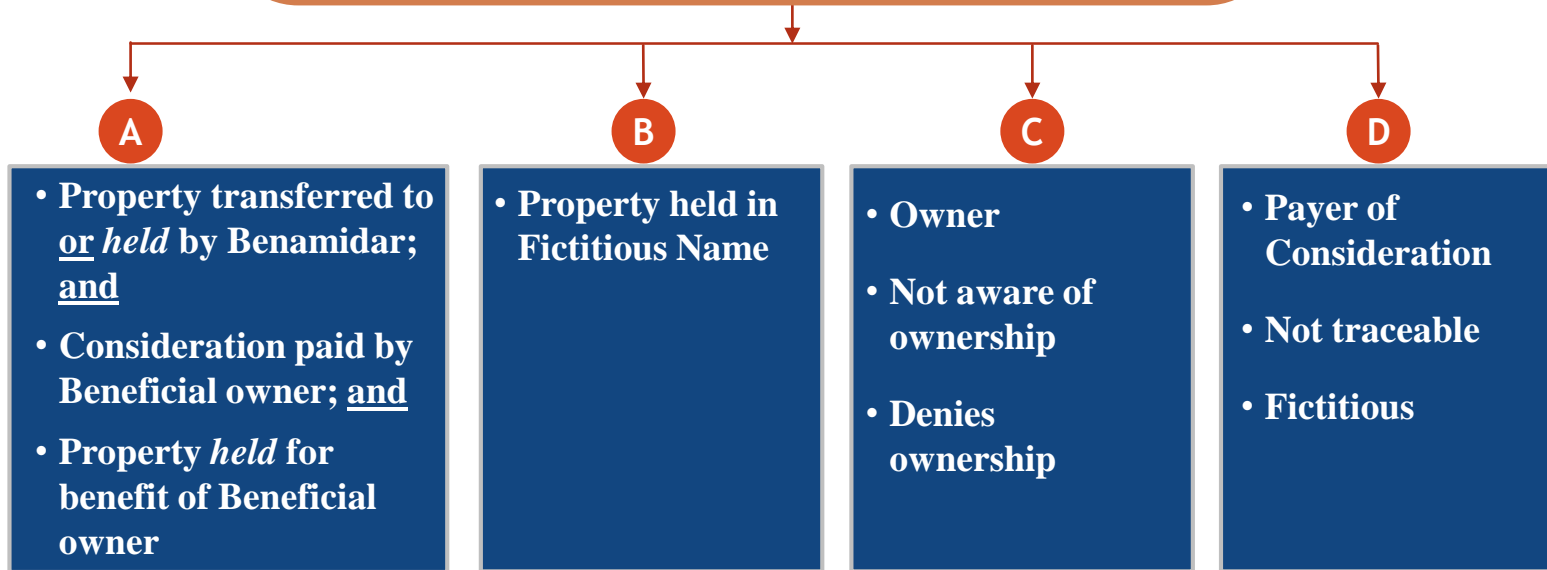 A
• Property transferred to
or held by Benamidar;
and
• Consideration paid by
Beneficial owner; and
• Property held for
benefit of Beneficial
owner
B
• Property held in
Fictitious Name
C
• Owner
• Not aware of
ownership
• Denies
ownership
D
• Payer of
Consideration
• Not traceable
• Fictitious